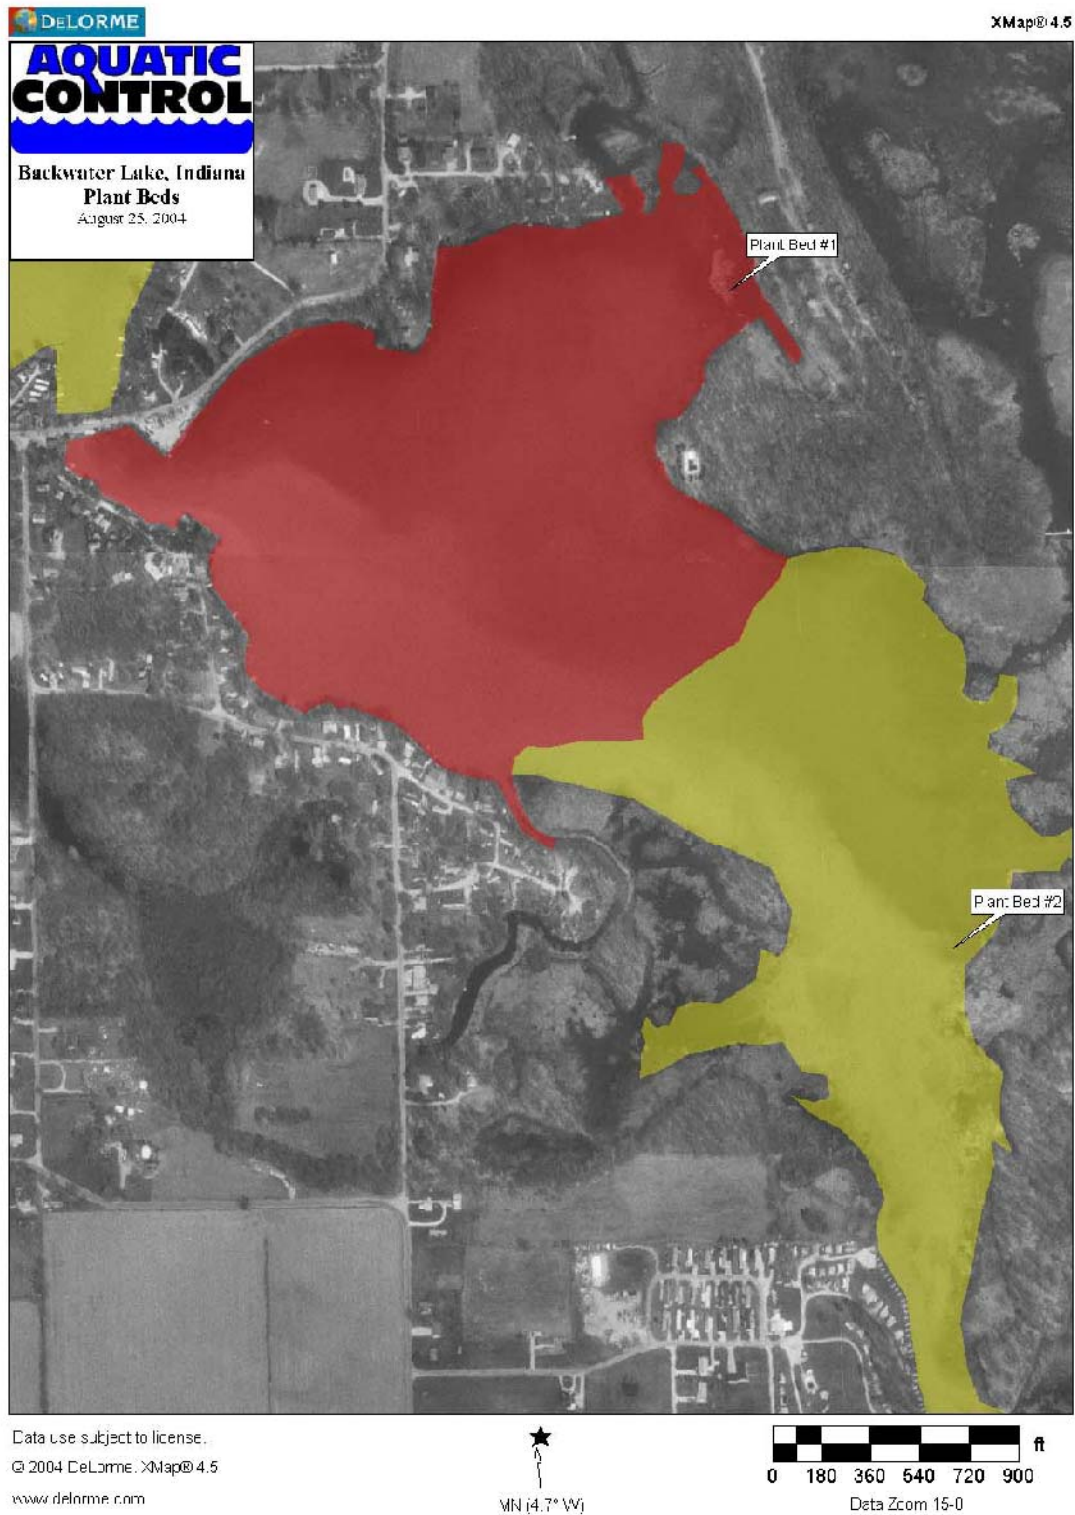 DELORME
XMap® 4.5
AQUATIC
CONTROL
Backwater Lake, Indiana
Plant Beds
August 25, 2004
Plant Bed #1
Plant Bed #2
Data use subject to license.
© 2004 DeLorme. XMap® 4.5
www.delorme.com
MN (4.7° W)
ft
0 180 360 540 720 900
Data Zoom 15-0